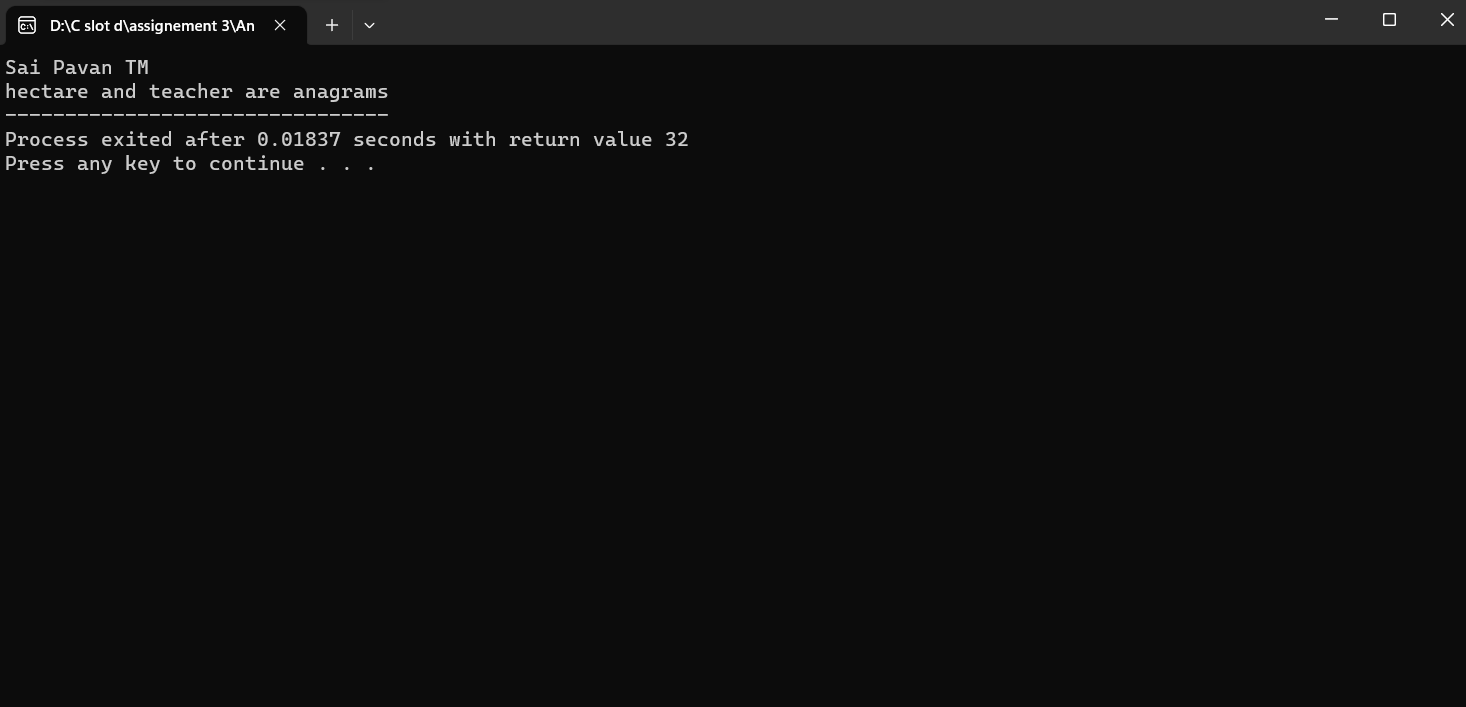 D:\C slot d\assignement 3\An
Sai Pavan TM
hectare and teacher are anagrams
--------------------------------
Process exited after 0.01837 seconds with return value 32
Press any key to continue . . .